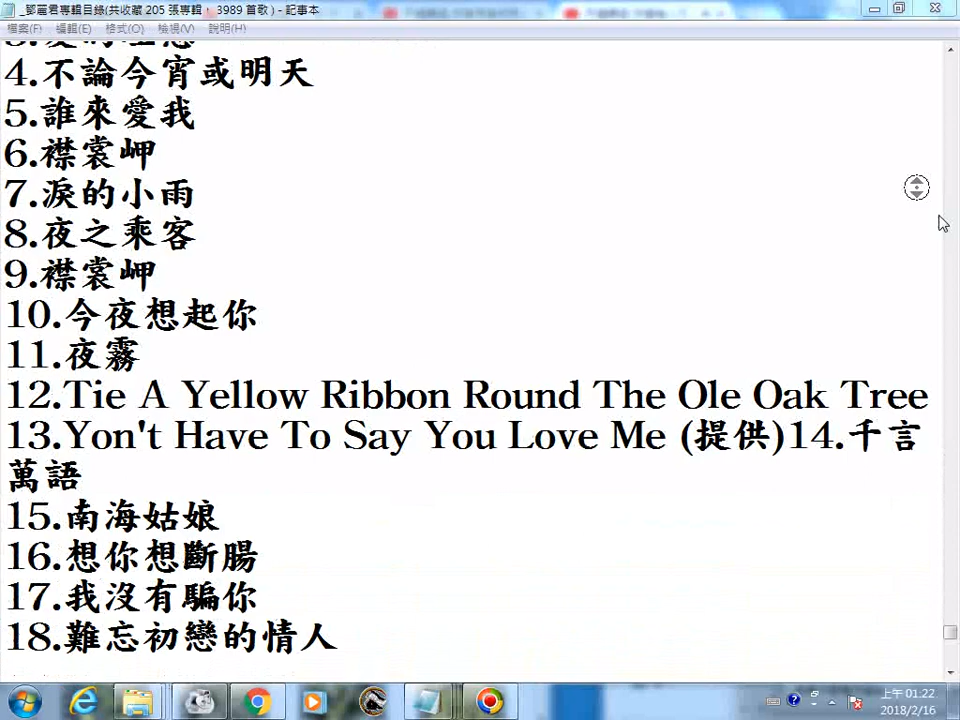 _鄧麗君專輯目錄(共收藏 205 張專輯， 3989 首歌 ) - 記事本
檔案(F) 編輯(E) 格式(O) 檢視(V) 說明(H)
4.不論今宵或明天
5.誰來愛我
6.襟裳岬
7.淚的小雨
8.夜之乘客
9.襟裳岬
10.今夜想起你
11.夜霧
12.Tie A Yellow Ribbon Round The Ole Oak Tree
13.Yon't Have To Say You Love Me (提供)14.千言
萬語
15.南海姑娘
16.想你想斷腸
17.我沒有騙你
18.難忘初戀的情人
上午 01:22
2018/2/16